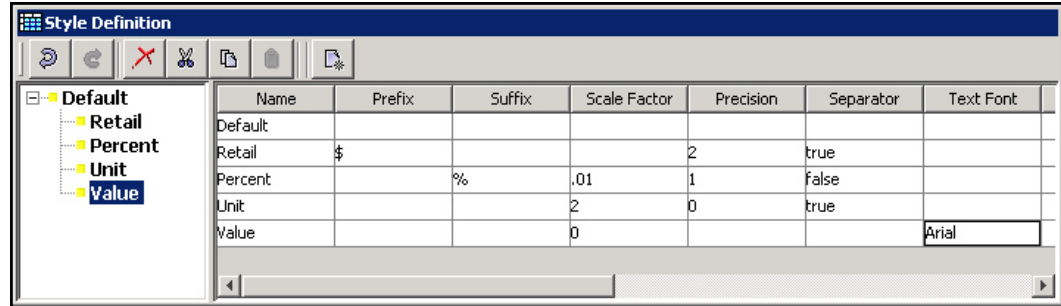 Style Definition
Default
Retail
Percent
Unit
Value
Name Prefix Suffix Scale Factor Precision Separator Text Font
Default
Retail $ 2 true
Percent % .01 1 false
Unit 2 0 true
Value 0 Arial